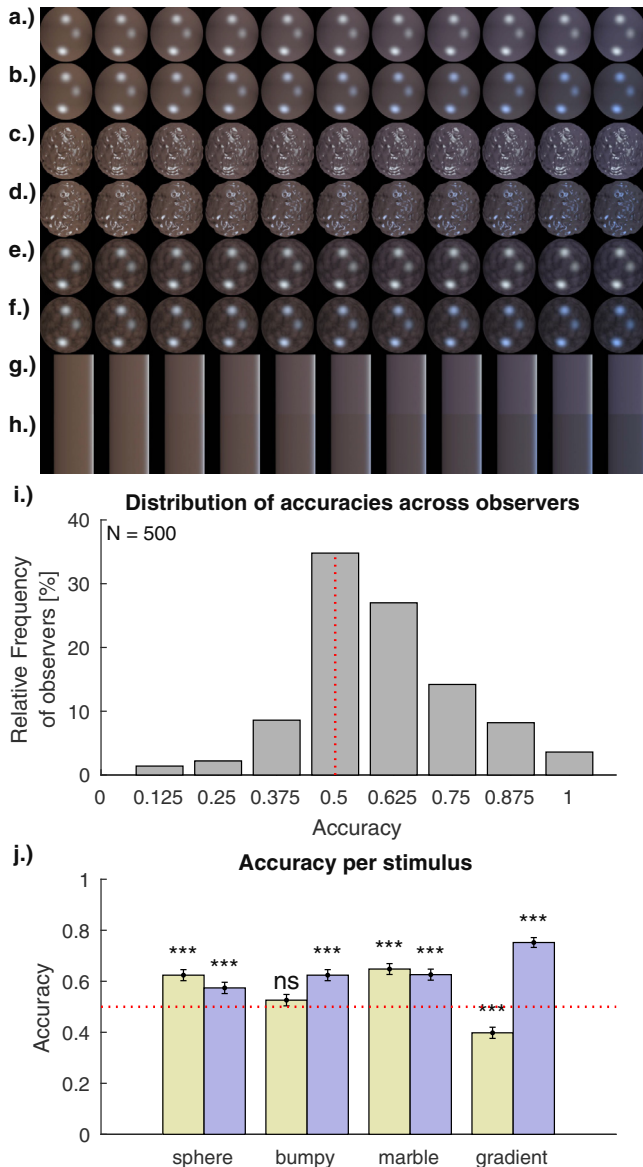 a.)
b.)
c.)
d.)
e.)
f.)
g.)
h.)
i.)
Distribution of accuracies across observers
N = 500
40
30
20
10
0
Relative Frequency
of observers [%]
0 0.125 0.25 0.375 0.5 0.625 0.75 0.875 1
Accuracy
j.)
Accuracy per stimulus
1
0.8
0.6
0.4
0.2
0
Accuracy
*** *** ns *** *** *** *** ***
sphere bumpy marble gradient